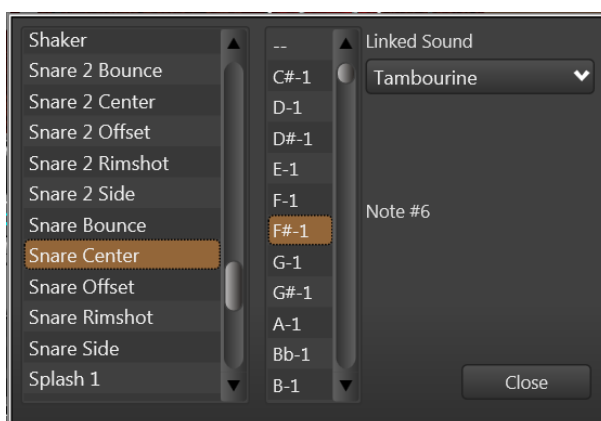 Shaker
Snare 2 Bounce
Snare 2 Center
Snare 2 Offset
Snare 2 Rimshot
Snare 2 Side
Snare Bounce
Snare Center
Snare Offset
Snare Rimshot
Snare Side
Splash 1
--
C#-1
D-1
D#-1
E-1
F-1
F#-1
G-1
G#-1
A-1
Bb-1
B-1
Linked Sound
Tambourine
Note #6
Close